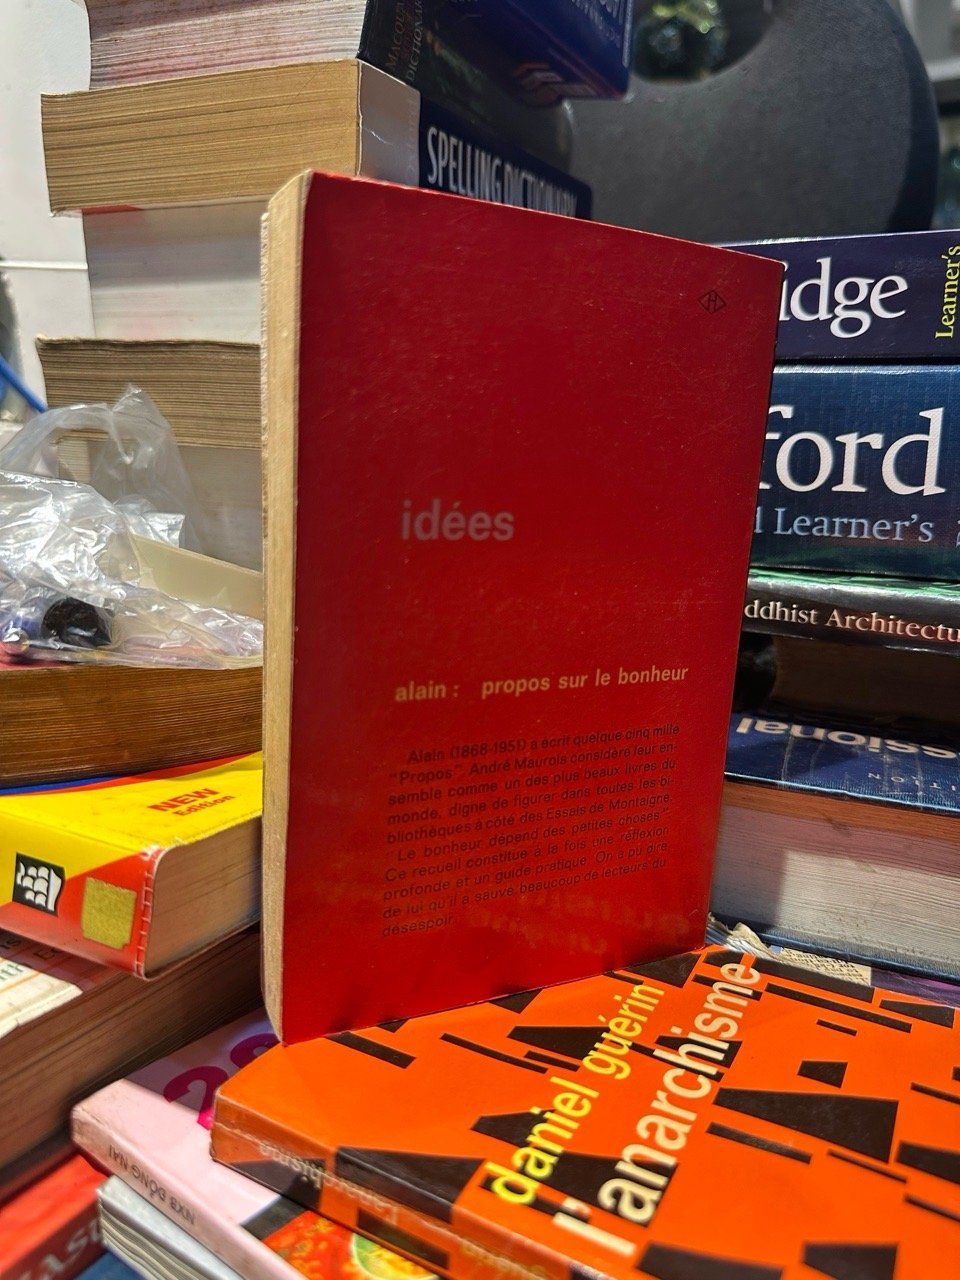 SPELLING DICTIONARY
idge
Learner's
ford
Learner's
ddhist Architectu
ssional
NEW
Edition
idées
alain : propos sur le bonheur
Alain (1868-1951) a écrit quelque cinq mille
"Propos". André Maurois considère leur en-
semble comme un des plus beaux livres du
monde, digne de figurer dans toutes les bi-
bliothèques à côté des Essais de Montaigne.
"Le bonheur dépend des petites choses".
Ce recueil constitue à la fois une réflexion
profonde et un guide pratique. On a pu dire
de lui qu'il a sauvé beaucoup de lecteurs du
désespoir.
daniel guérin
l'anarchisme
NXB ĐỒNG NAI